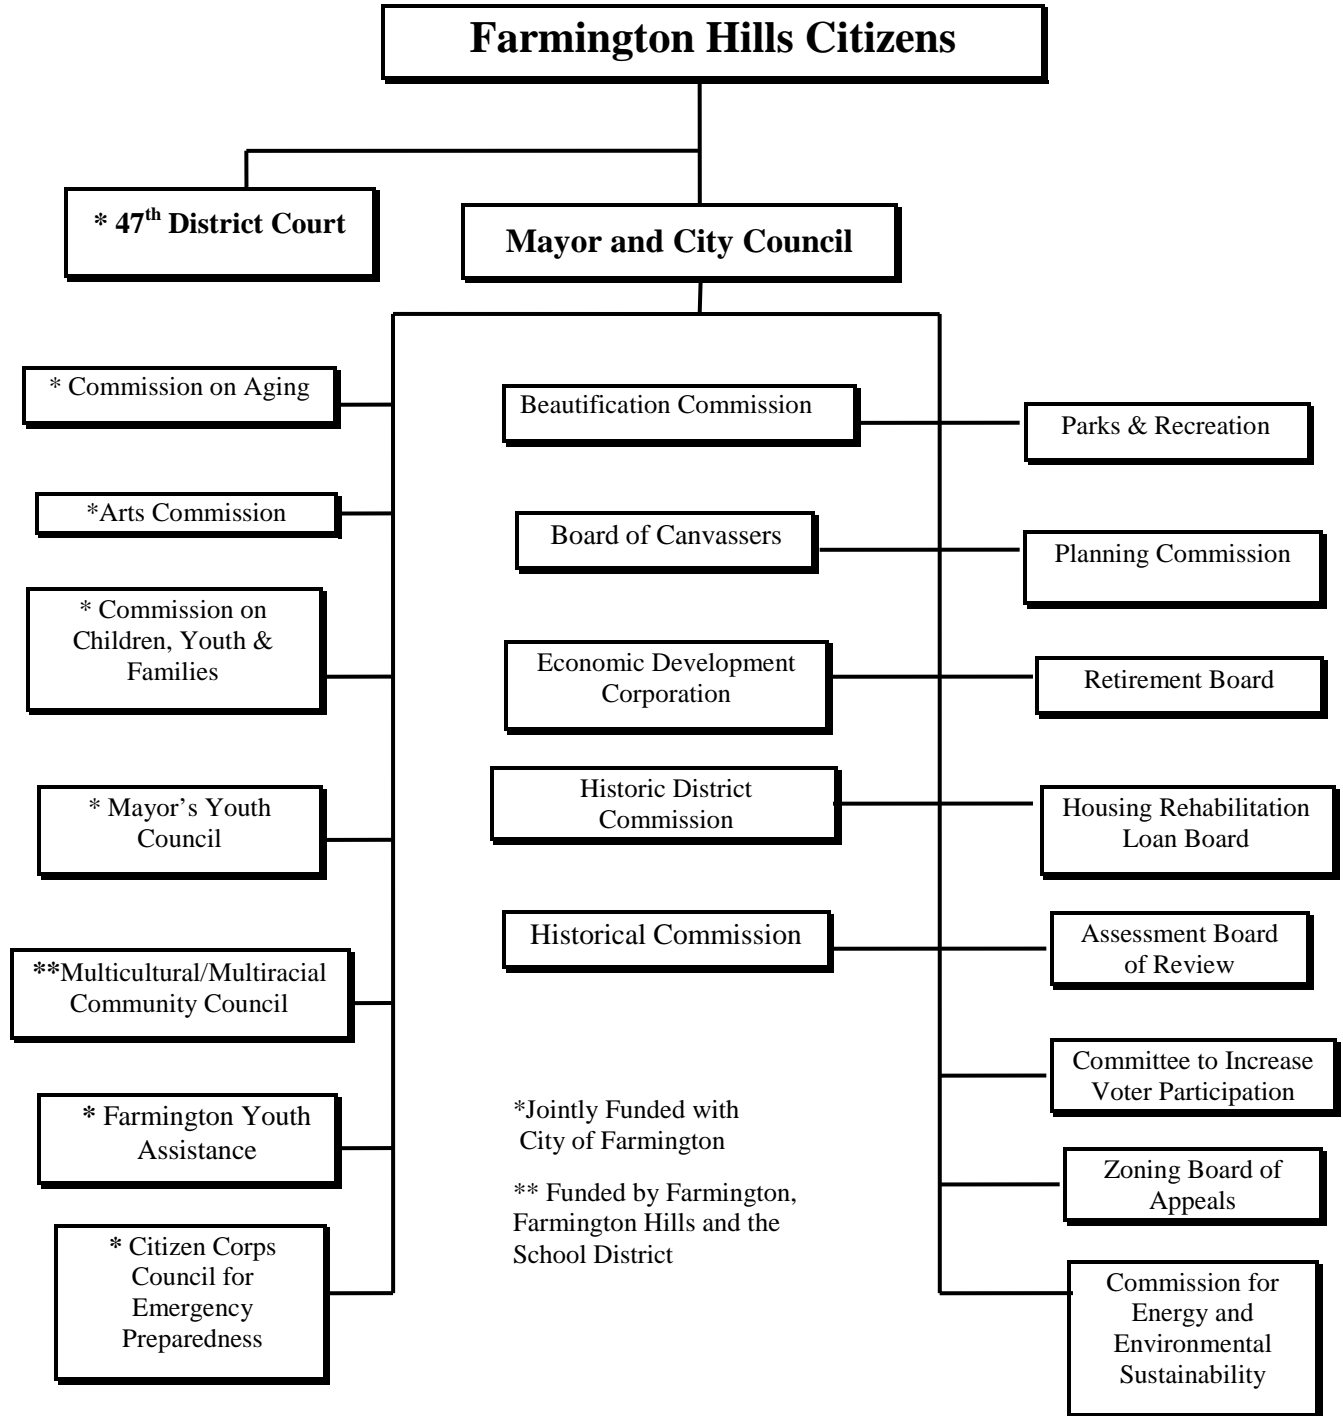 Farmington Hills Citizens
* 47th District Court
Mayor and City Council
* Commission on Aging
*Arts Commission
* Commission on
Children, Youth &
Families
* Mayor’s Youth
Council
**Multicultural/Multiracial
Community Council
* Farmington Youth
Assistance
* Citizen Corps
Council for
Emergency
Preparedness
Beautification Commission
Board of Canvassers
Economic Development
Corporation
Historic District
Commission
Historical Commission
*Jointly Funded with
City of Farmington
** Funded by Farmington,
Farmington Hills and the
School District
Parks & Recreation
Planning Commission
Retirement Board
Housing Rehabilitation
Loan Board
Assessment Board
of Review
Committee to Increase
Voter Participation
Zoning Board of
Appeals
Commission for
Energy and
Environmental
Sustainability